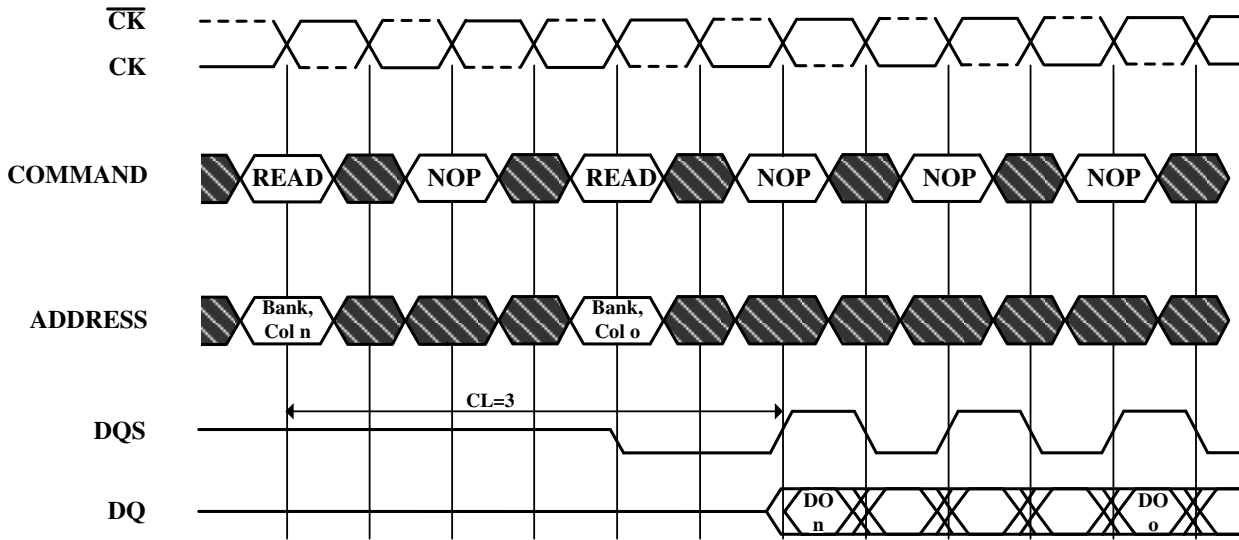 CK
CK
COMMAND
READ NOP READ NOP NOP NOP
ADDRESS
Bank,
Col n
Bank,
Col o
CL=3
DQS
DQ
DO
n
DO
o